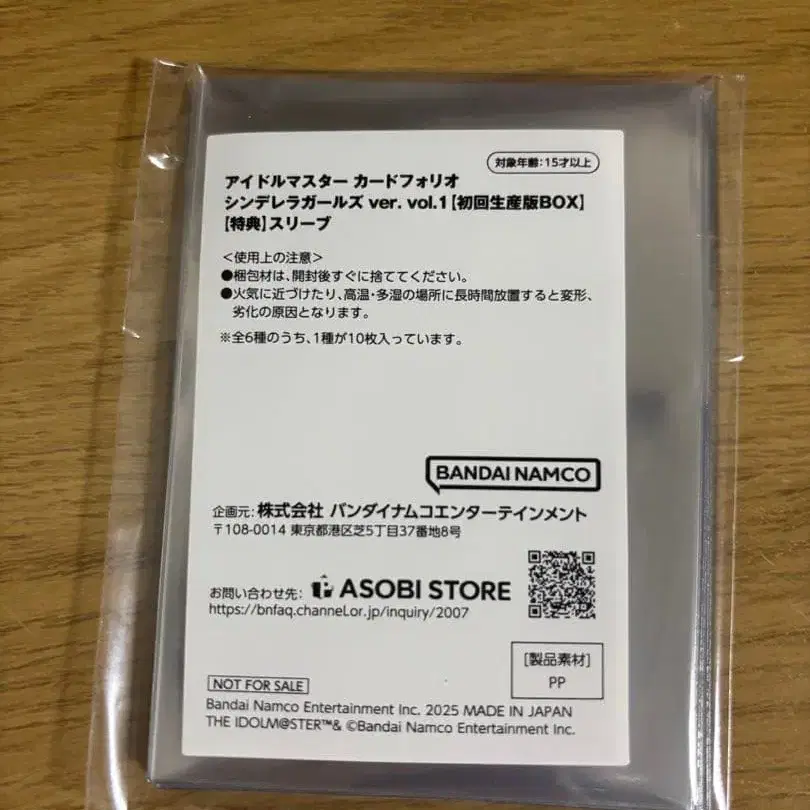 対象年齢:15才以上
アイドルマスター カードフォリオ
シンデレラガールズ ver. vol.1【初回生産版BOX】
【特典】スリーブ
<使用上の注意>
●梱包材は、開封後すぐに捨ててください。
●火気に近づけたり、高温・多湿の場所に長時間放置すると変形、
劣化の原因となります。
※全6種のうち、1種が10枚入っています。
BANDAI NAMCO
企画元:株式会社 バンダイナムコエンターテインメント
〒108-0014 東京都港区芝5丁目37番地8号
お問い合わせ先: ASOBI STORE
https://bnfaq.channel.or.jp/inquiry/2007
[製品素材]
PP
NOT FOR SALE
Bandai Namco Entertainment Inc. 2025 MADE IN JAPAN
THE IDOLM@STER™& ©Bandai Namco Entertainment Inc.